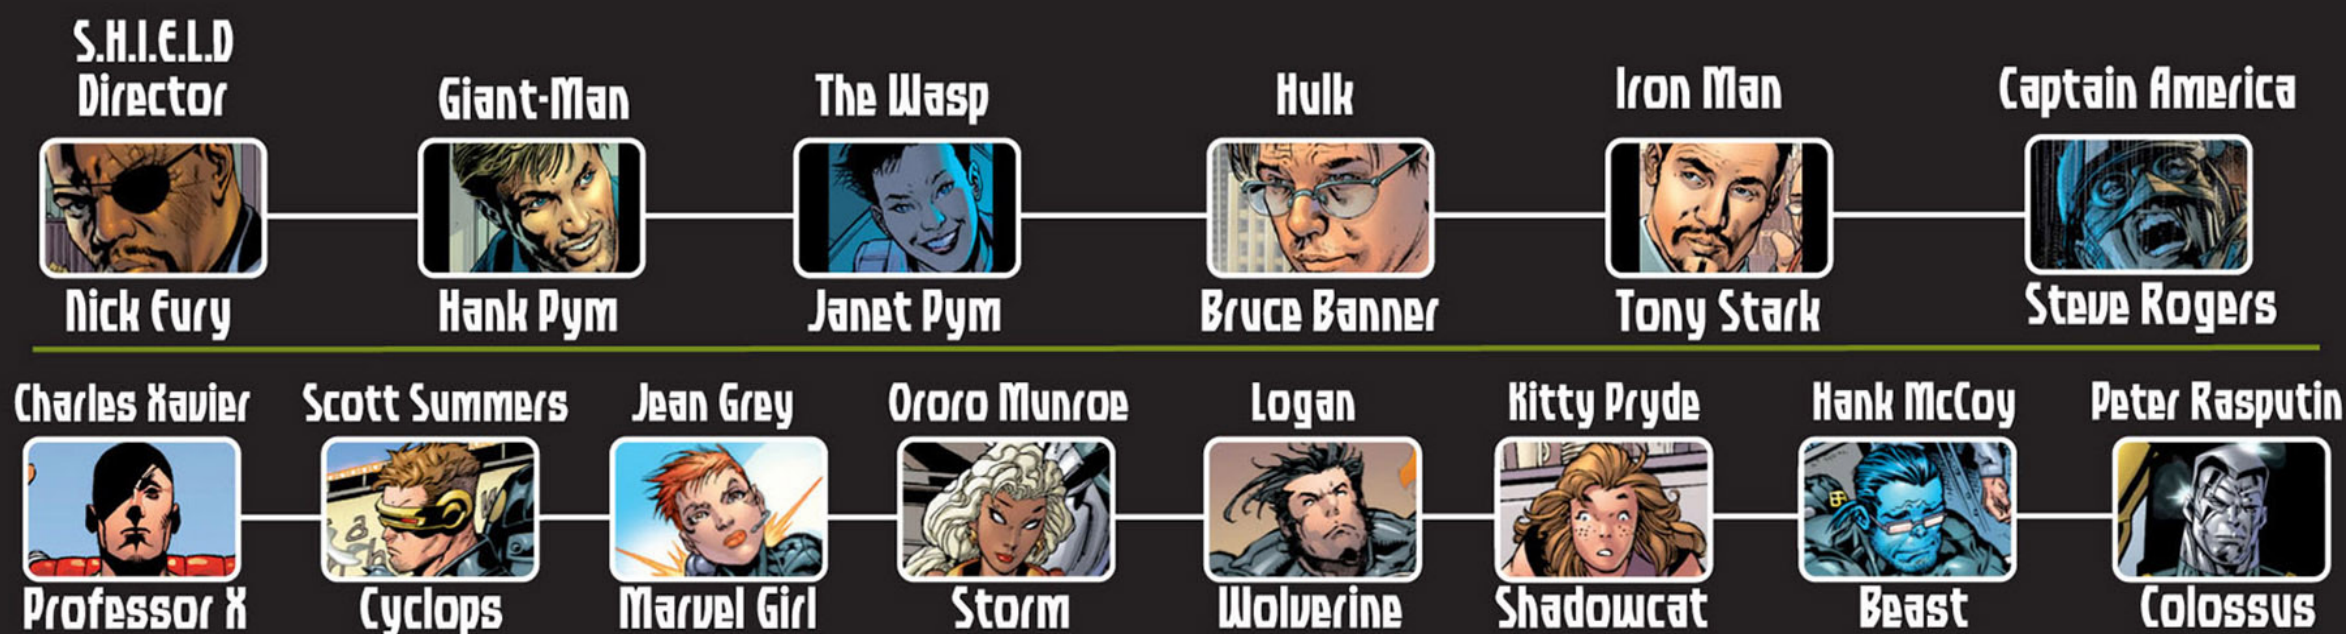 S.H.I.E.L.D
Director
Giant-Man
The Wasp
Hulk
Iron Man
Captain America
Nick Fury
Hank Pym
Janet Pym
Bruce Banner
Tony Stark
Steve Rogers
Charles Xavier
Scott Summers
Jean Grey
Ororo Munroe
Logan
Kitty Pryde
Hank McCoy
Peter Rasputin
Professor X
Cyclops
Marvel Girl
Storm
Wolverine
Shadowcat
Beast
Colossus